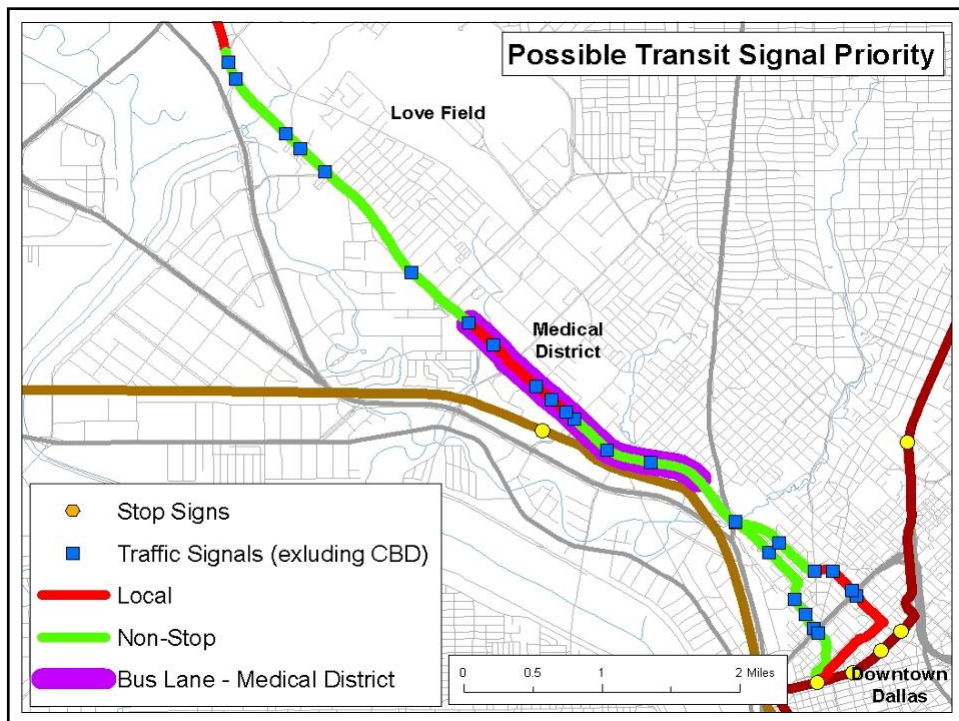 Possible Transit Signal Priority
Love Field
Medical
District
Stop Signs
Traffic Signals (exluding CBD)
Local
Non-Stop
Bus Lane - Medical District
0 0.5 1 2 Miles
Downtown
Dallas